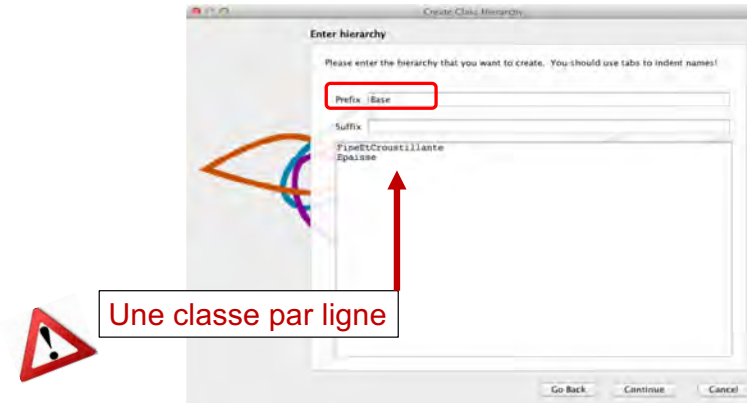 Create Class Hierarchy
Enter hierarchy
Please enter the hierarchy that you want to create. You should use tabs to indent names!
Prefix Base
Suffix
FineEtCroustillante
Epaisse
Une classe par ligne
Go Back Continue Cancel